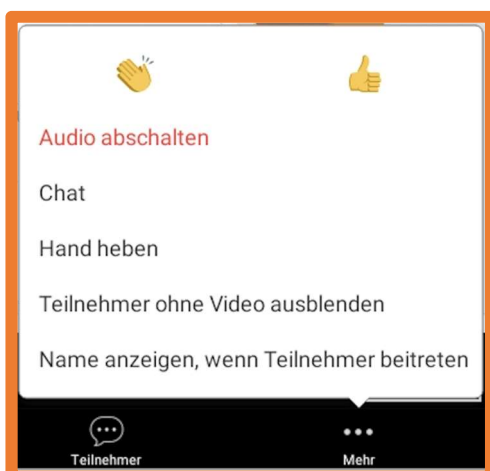 Audio abschalten
Chat
Hand heben
Teilnehmer ohne Video ausblenden
Name anzeigen, wenn Teilnehmer beitreten
Teilnehmer
Mehr